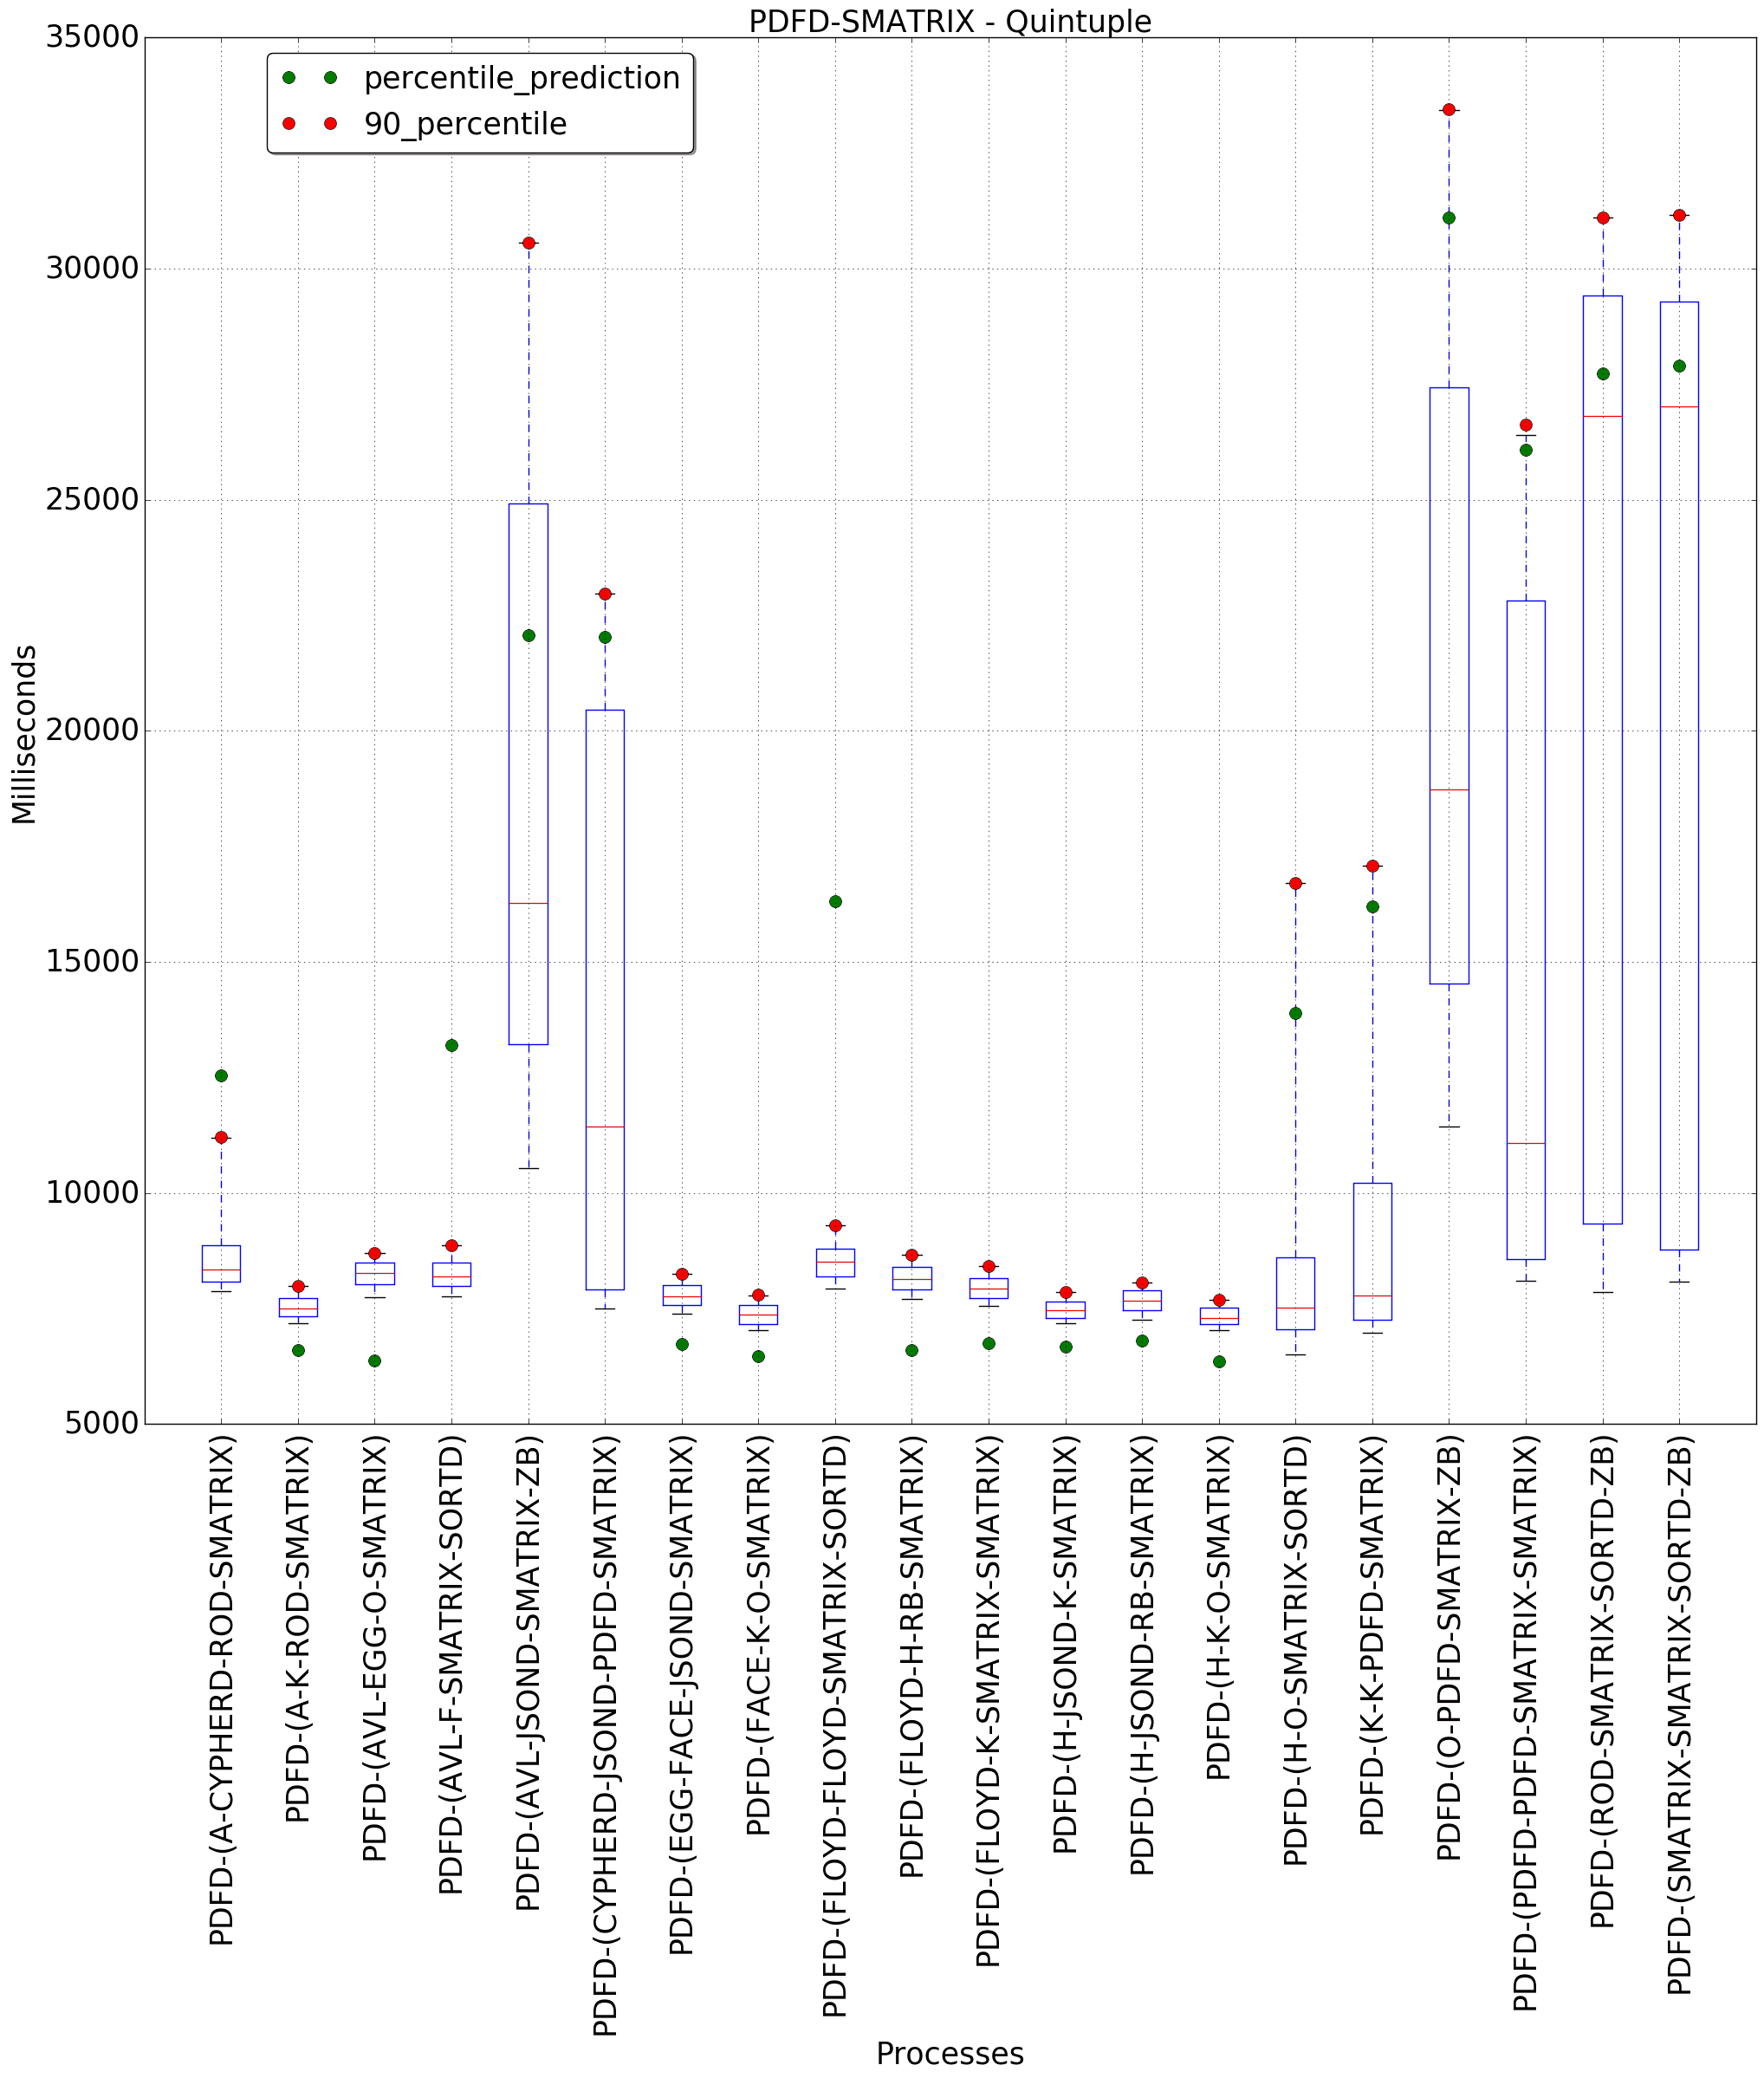 PDFD-SMATRIX - Quintuple
percentile_prediction
90_percentile
35000
30000
25000
20000
15000
10000
5000
Milliseconds
PDFD-(A-CYPHERD-ROD-SMATRIX)
PDFD-(A-K-ROD-SMATRIX)
PDFD-(AVL-EGG-O-SMATRIX)
PDFD-(AVL-F-SMATRIX-SORTD)
PDFD-(AVL-JSOND-SMATRIX-ZB)
PDFD-(CYPHERD-JSOND-PDFD-SMATRIX)
PDFD-(EGG-FACE-JSOND-SMATRIX)
PDFD-(FACE-K-O-SMATRIX)
PDFD-(FLOYD-FLOYD-SMATRIX-SORTD)
PDFD-(FLOYD-H-RB-SMATRIX)
PDFD-(FLOYD-K-SMATRIX-SMATRIX)
PDFD-(H-JSOND-K-SMATRIX)
PDFD-(H-JSOND-RB-SMATRIX)
PDFD-(H-K-O-SMATRIX)
PDFD-(H-O-SMATRIX-SORTD)
PDFD-(K-K-PDFD-SMATRIX)
PDFD-(O-PDFD-SMATRIX-ZB)
PDFD-(PDFD-PDFD-SMATRIX-SMATRIX)
PDFD-(ROD-SMATRIX-SORTD-ZB)
PDFD-(SMATRIX-SMATRIX-SORTD-ZB)
Processes